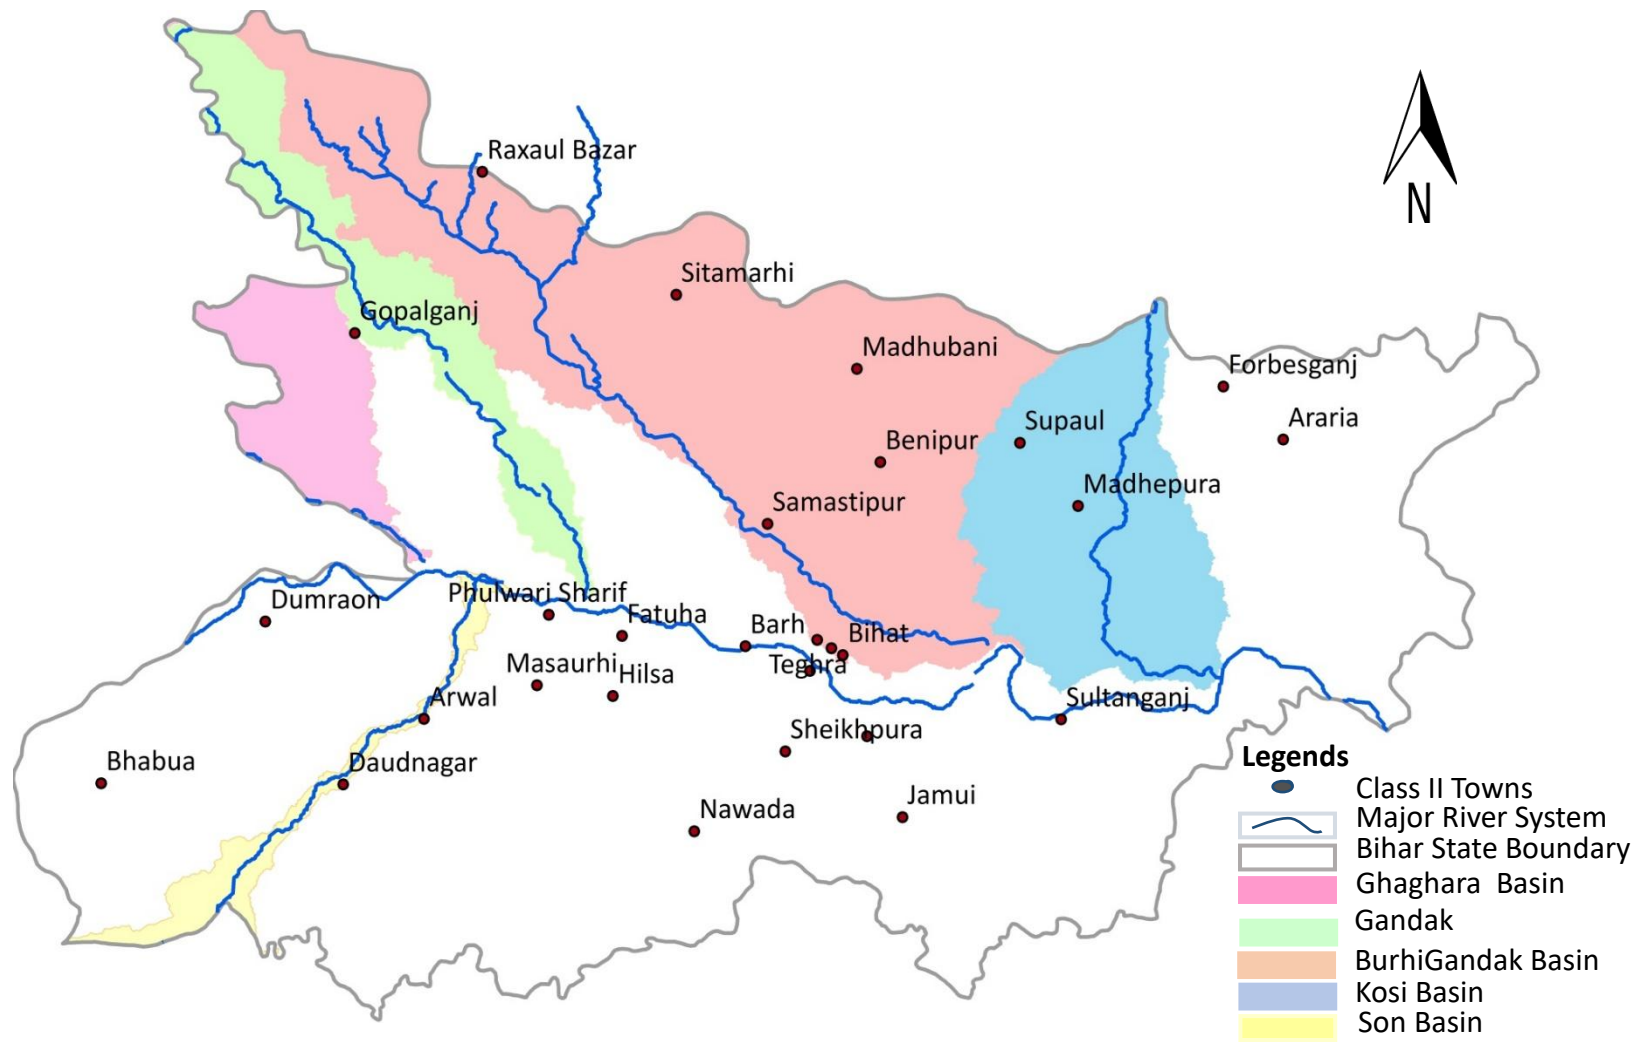 Raxaul Bazar
N
Sitamarhi
Gopalganj
Madhubani
Forbesganj
Supaul
Araria
Benipur
Madhepura
Samastipur
Dumraon
Phulwari Sharif
Fatuha
Barh
Bihat
Teghra
Masaurhi
Hilsa
Arwal
Sultanganj
Sheikhpura
Bhabua
Daudnagar
Nawada
Jamui
Legends
Class II Towns
Major River System
Bihar State Boundary
Ghaghara Basin
Gandak
BurhiGandak Basin
Kosi Basin
Son Basin